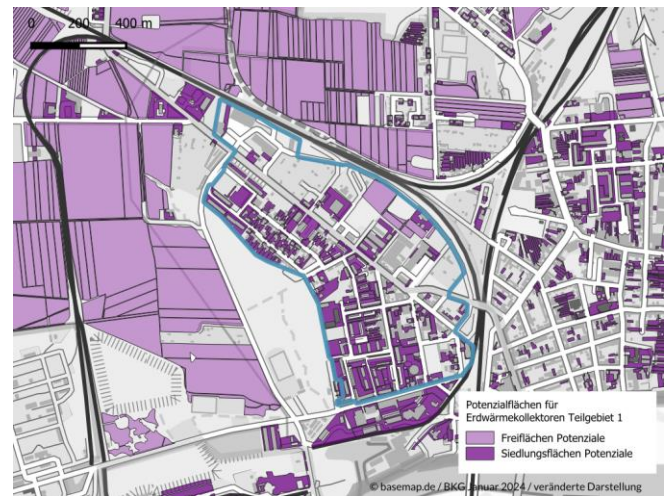 0 200 400 m
Potenzialflächen für
Erdwärmekollektoren Teilgebiet 1
Freiflächen Potenziale
Siedlungsflächen Potenziale
© basemap.de / BKG Januar 2024 / veränderte Darstellung